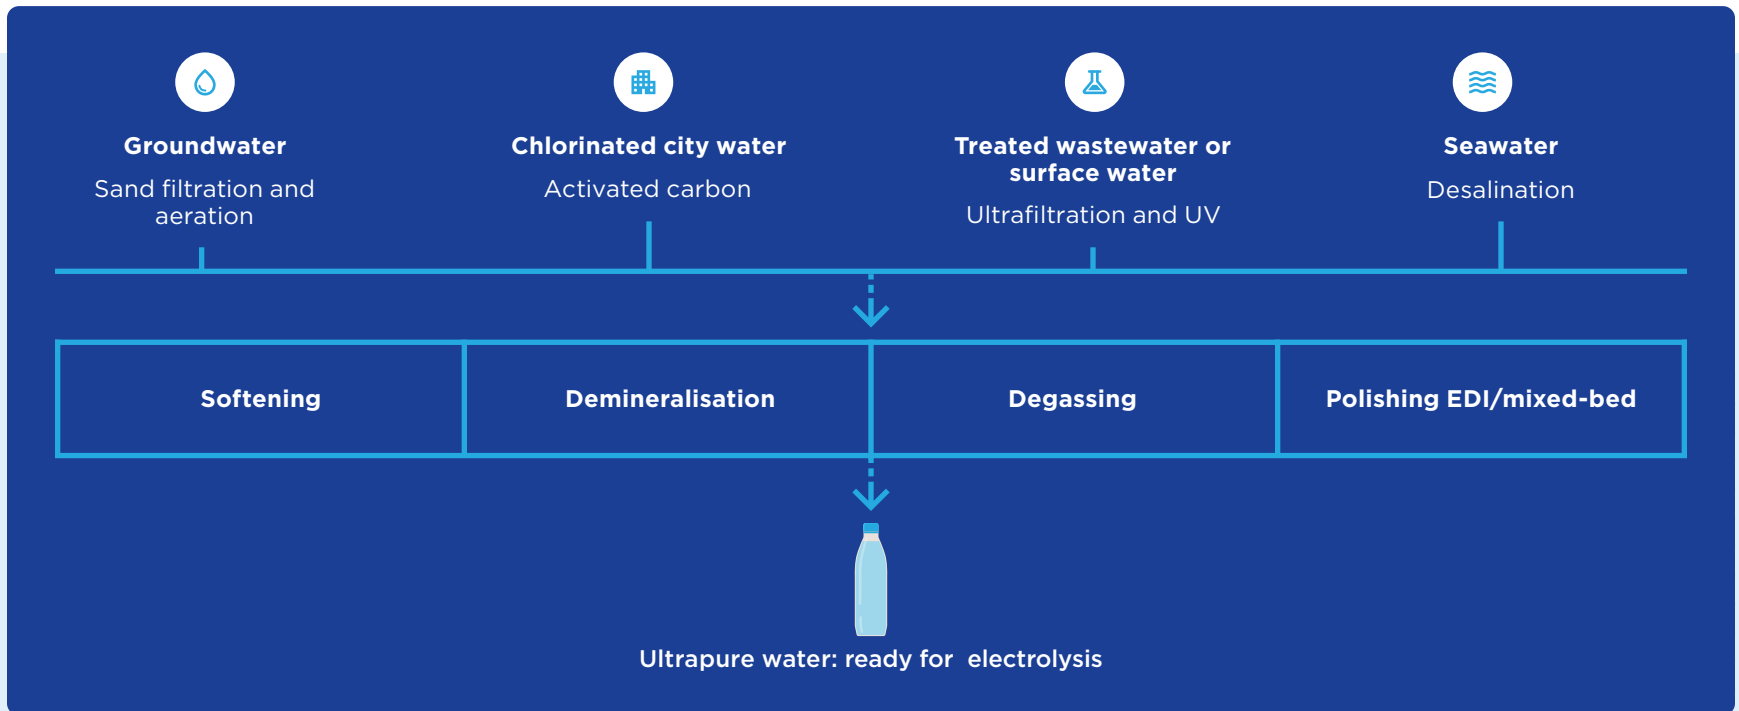 Groundwater
Sand filtration and
aeration
Chlorinated city water
Activated carbon
Treated wastewater or
surface water
Ultrafiltration and UV
Seawater
Desalination
Softening
Demineralisation
Degassing
Polishing EDI/mixed-bed
Ultrapure water: ready for electrolysis